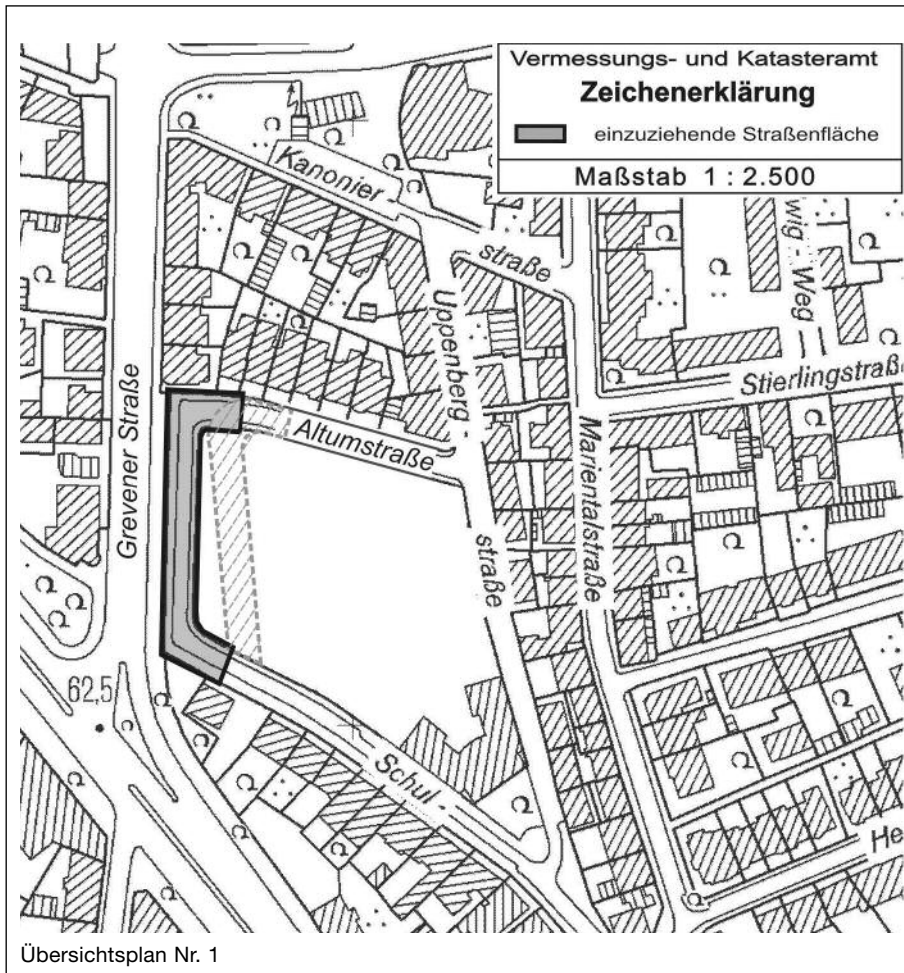 Vermessungs- und Katasteramt
Zeichenerklärung
einzuziehende Straßenfläche
Maßstab 1 : 2.500
Kanonier
straße
Uppenberg-
straße
wig-Weg
Stierlingstraße
Altumstraße
Marientalstraße
Grevener Straße
62,5
Schul-
He
Übersichtsplan Nr. 1